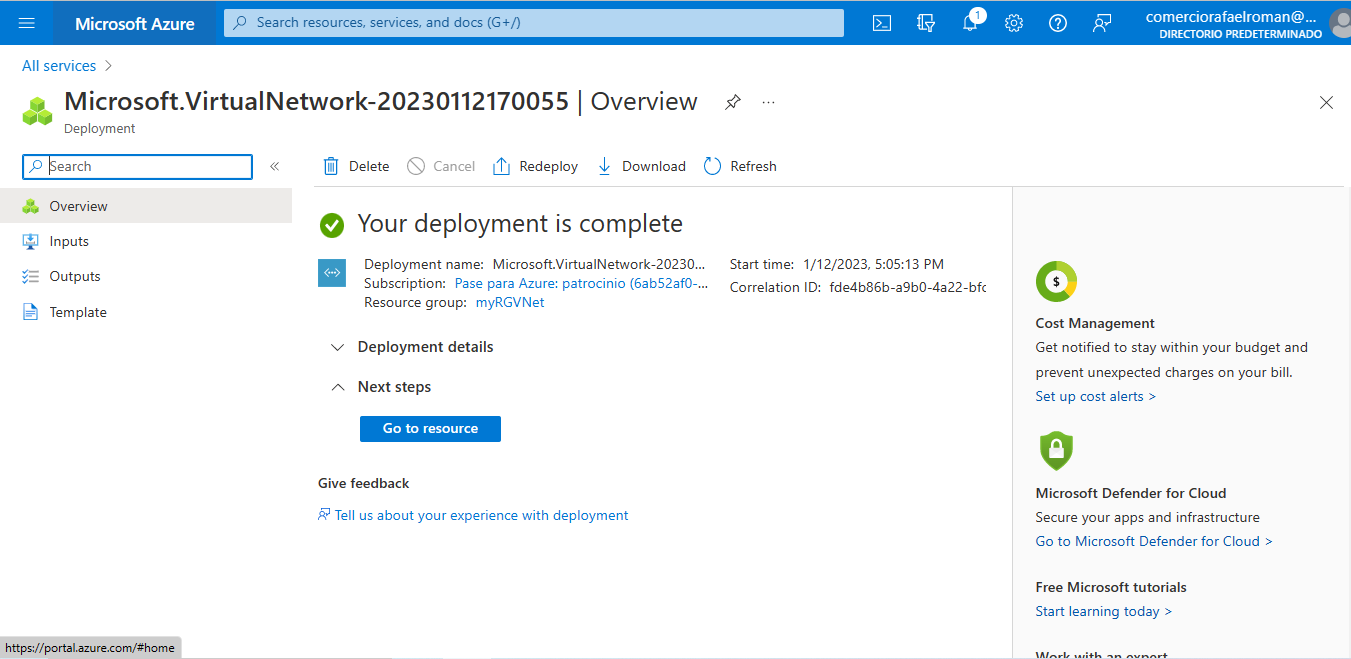 Microsoft Azure
Search resources, services, and docs (G+/)
1
comerciorafaelroman@...
DIRECTORIO PREDETERMINADO
All services
Microsoft.VirtualNetwork-20230112170055 | Overview
Deployment
Search
Delete
Cancel
Redeploy
Download
Refresh
Overview
Inputs
Outputs
Template
Your deployment is complete
Deployment name: Microsoft.VirtualNetwork-20230...
Subscription: Pase para Azure: patrocinio (6ab52af0-...
Resource group: myRGVNet
Start time: 1/12/2023, 5:05:13 PM
Correlation ID: fde4b86b-a9b0-4a22-bfc
Deployment details
Next steps
Go to resource
Give feedback
Tell us about your experience with deployment
$
Cost Management
Get notified to stay within your budget and
prevent unexpected charges on your bill.
Set up cost alerts >
Microsoft Defender for Cloud
Secure your apps and infrastructure
Go to Microsoft Defender for Cloud >
Free Microsoft tutorials
Start learning today >
Work with an expert
https://portal.azure.com/#home